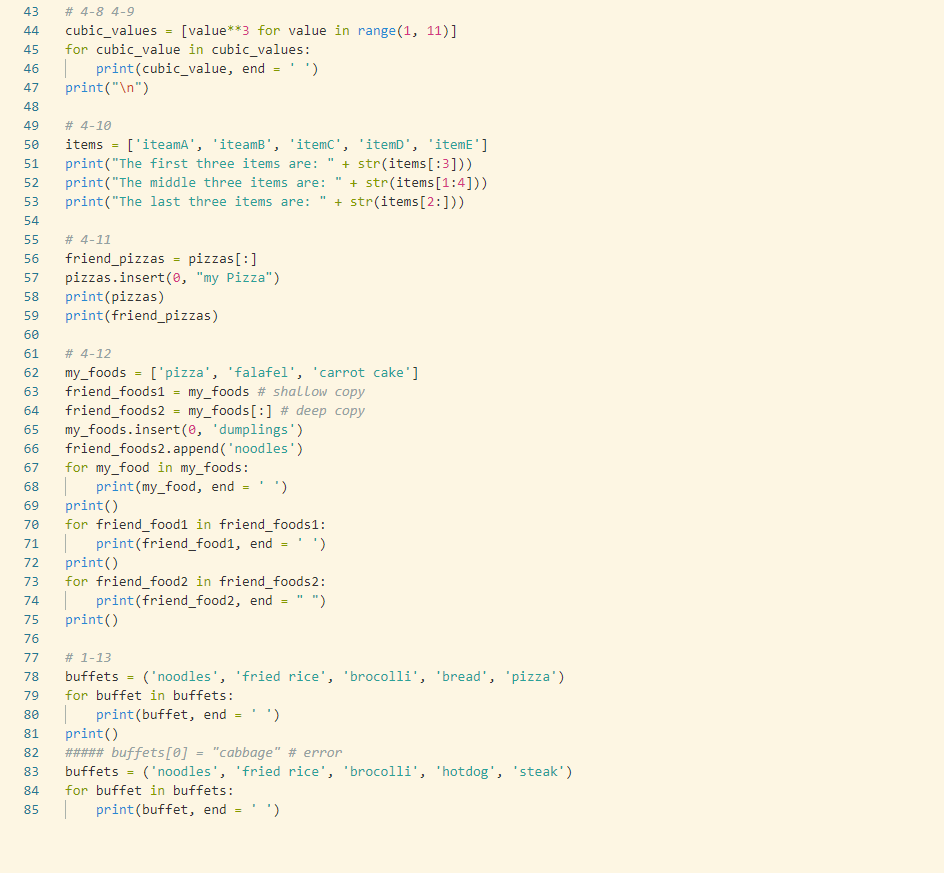 43 # 4-8 4-9
44 cubic_values = [value**3 for value in range(1, 11)]
45 for cubic_value in cubic_values:
46     print(cubic_value, end = ' ')
47 print("\n")
48
49 # 4-10
50 items = ['iteamA', 'iteamB', 'itemC', 'itemD', 'itemE']
51 print("The first three items are: " + str(items[:3]))
52 print("The middle three items are: " + str(items[1:4]))
53 print("The last three items are: " + str(items[2:]))
54
55 # 4-11
56 friend_pizzas = pizzas[:]
57 pizzas.insert(0, "my Pizza")
58 print(pizzas)
59 print(friend_pizzas)
60
61 # 4-12
62 my_foods = ['pizza', 'falafel', 'carrot cake']
63 friend_foods1 = my_foods # shallow copy
64 friend_foods2 = my_foods[:] # deep copy
65 my_foods.insert(0, 'dumplings')
66 friend_foods2.append('noodles')
67 for my_food in my_foods:
68     print(my_food, end = ' ')
69 print()
70 for friend_food1 in friend_foods1:
71     print(friend_food1, end = ' ')
72 print()
73 for friend_food2 in friend_foods2:
74     print(friend_food2, end = " ")
75 print()
76
77 # 1-13
78 buffets = ('noodles', 'fried rice', 'brocolli', 'bread', 'pizza')
79 for buffet in buffets:
80     print(buffet, end = ' ')
81 print()
82 ##### buffets[0] = "cabbage" # error
83 buffets = ('noodles', 'fried rice', 'brocolli', 'hotdog', 'steak')
84 for buffet in buffets:
85     print(buffet, end = ' ')